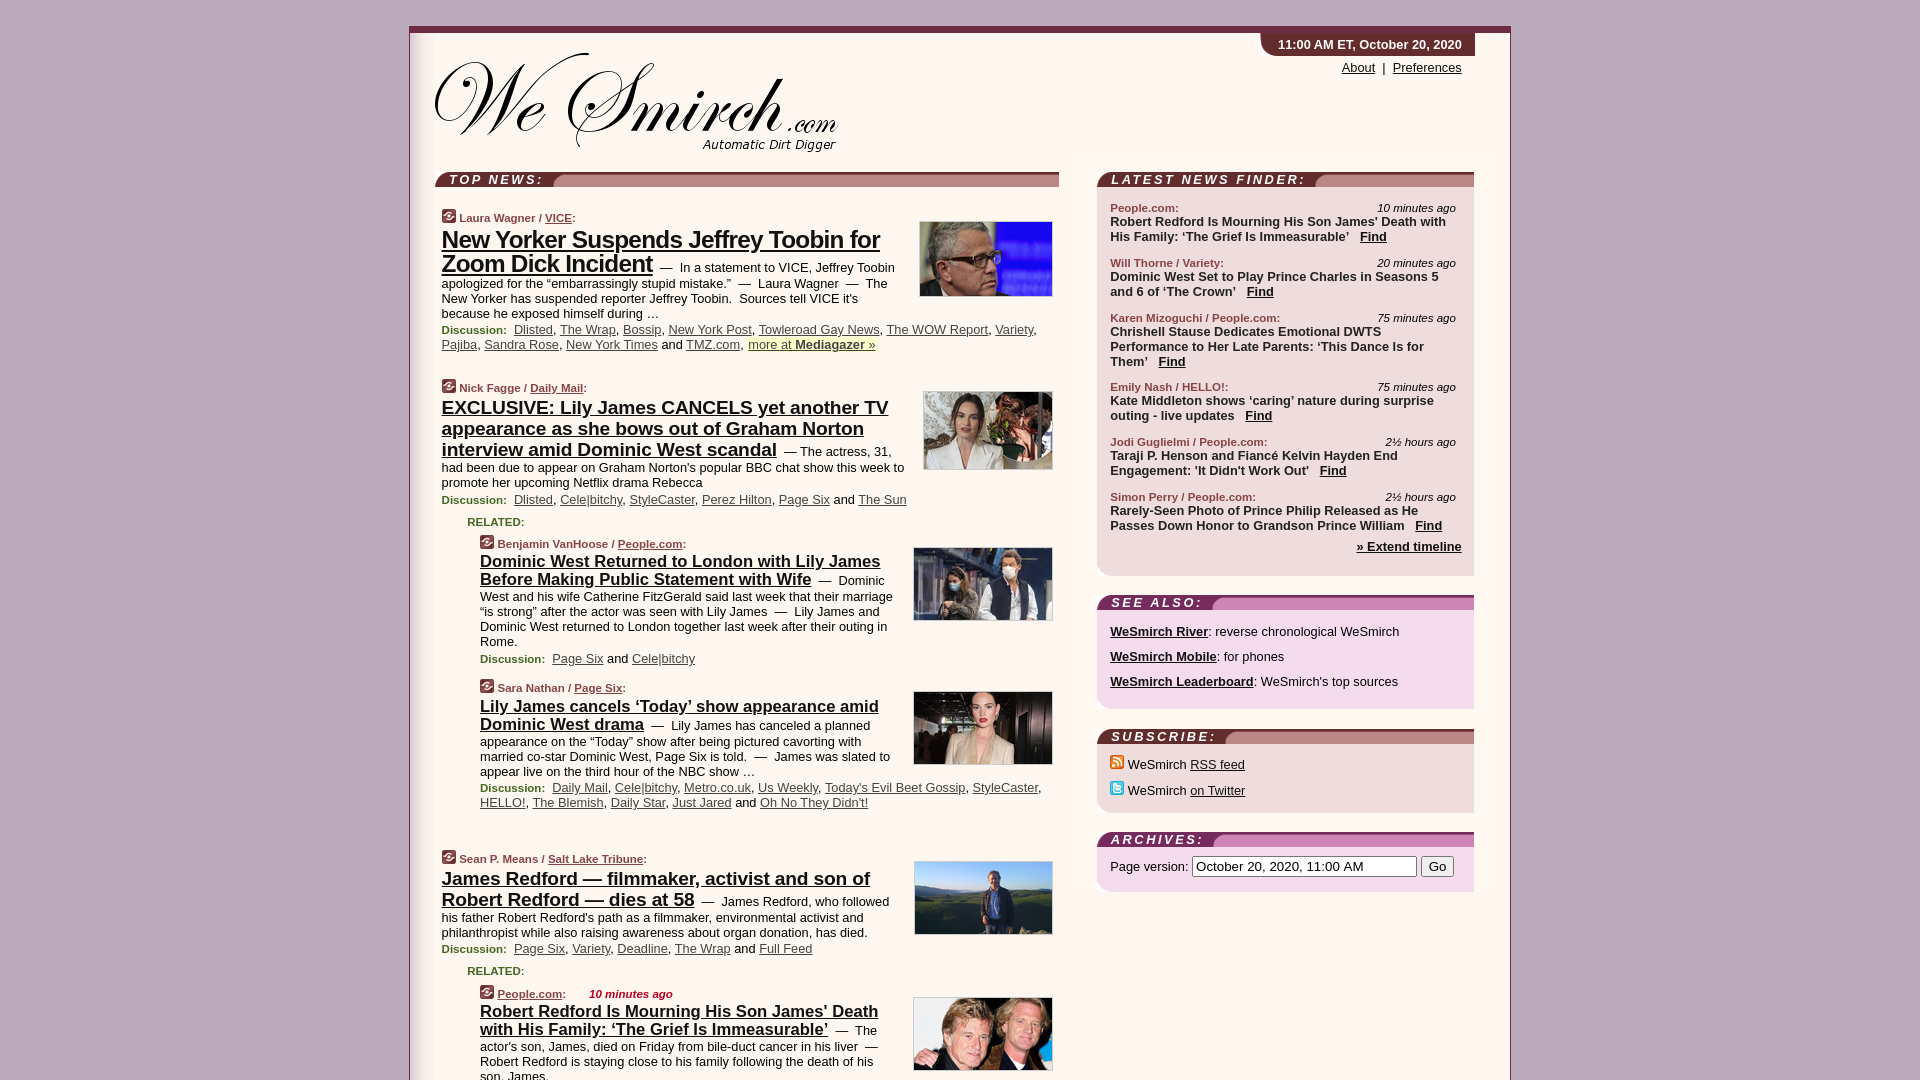 11:00 AM ET, October 20, 2020
About | Preferences
We Smirch .com
Automatic Dirt Digger
TOP NEWS:
Laura Wagner / VICE:
New Yorker Suspends Jeffrey Toobin for
Zoom Dick Incident — In a statement to VICE, Jeffrey Toobin
apologized for the “embarrassingly stupid mistake.” — Laura Wagner — The
New Yorker has suspended reporter Jeffrey Toobin. Sources tell VICE it's
because he exposed himself during …
Discussion: Dlisted, The Wrap, Bossip, New York Post, Towleroad Gay News, The WOW Report, Variety,
Pajiba, Sandra Rose, New York Times and TMZ.com, more at Mediagazer »
Nick Fagge / Daily Mail:
EXCLUSIVE: Lily James CANCELS yet another TV
appearance as she bows out of Graham Norton
interview amid Dominic West scandal — The actress, 31,
had been due to appear on Graham Norton's popular BBC chat show this week to
promote her upcoming Netflix drama Rebecca
Discussion: Dlisted, Cele|bitchy, StyleCaster, Perez Hilton, Page Six and The Sun
RELATED:
Benjamin VanHoose / People.com:
Dominic West Returned to London with Lily James
Before Making Public Statement with Wife — Dominic
West and his wife Catherine FitzGerald said last week that their marriage
“is strong” after the actor was seen with Lily James — Lily James and
Dominic West returned to London together last week after their outing in
Rome.
Discussion: Page Six and Cele|bitchy
Sara Nathan / Page Six:
Lily James cancels ‘Today’ show appearance amid
Dominic West drama — Lily James has canceled a planned
appearance on the “Today” show after being pictured cavorting with
married co-star Dominic West, Page Six is told. — James was slated to
appear live on the third hour of the NBC show …
Discussion: Daily Mail, Cele|bitchy, Metro.co.uk, Us Weekly, Today's Evil Beet Gossip, StyleCaster,
HELLO!, The Blemish, Daily Star, Just Jared and Oh No They Didn't!
Sean P. Means / Salt Lake Tribune:
James Redford — filmmaker, activist and son of
Robert Redford — dies at 58 — James Redford, who followed
his father Robert Redford's path as a filmmaker, environmental activist and
philanthropist while also raising awareness about organ donation, has died.
Discussion: Page Six, Variety, Deadline, The Wrap and Full Feed
RELATED:
People.com: 10 minutes ago
Robert Redford Is Mourning His Son James' Death
with His Family: ‘The Grief Is Immeasurable’ — The
actor's son, James, died on Friday from bile-duct cancer in his liver —
Robert Redford is staying close to his family following the death of his
son, James.
LATEST NEWS FINDER:
People.com: 10 minutes ago
Robert Redford Is Mourning His Son James' Death with
His Family: ‘The Grief Is Immeasurable’ Find
Will Thorne / Variety: 20 minutes ago
Dominic West Set to Play Prince Charles in Seasons 5
and 6 of ‘The Crown’ Find
Karen Mizoguchi / People.com: 75 minutes ago
Chrishell Stause Dedicates Emotional DWTS
Performance to Her Late Parents: ‘This Dance Is for
Them’ Find
Emily Nash / HELLO!: 75 minutes ago
Kate Middleton shows ‘caring’ nature during surprise
outing - live updates Find
Jodi Guglielmi / People.com: 2½ hours ago
Taraji P. Henson and Fiancé Kelvin Hayden End
Engagement: 'It Didn't Work Out' Find
Simon Perry / People.com: 2½ hours ago
Rarely-Seen Photo of Prince Philip Released as He
Passes Down Honor to Grandson Prince William Find
» Extend timeline
SEE ALSO:
WeSmirch River: reverse chronological WeSmirch
WeSmirch Mobile: for phones
WeSmirch Leaderboard: WeSmirch's top sources
SUBSCRIBE:
WeSmirch RSS feed
WeSmirch on Twitter
ARCHIVES:
Page version: October 20, 2020, 11:00 AM Go